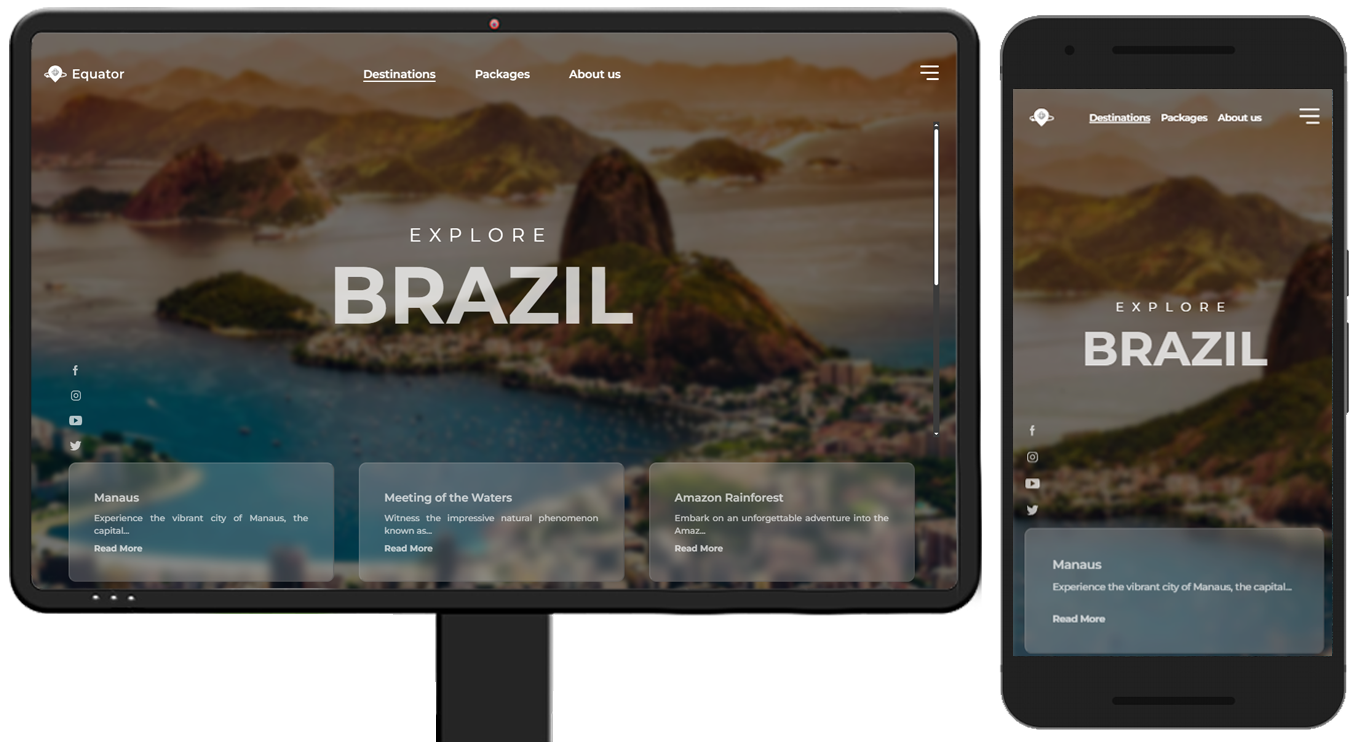 Equator
Destinations Packages About us
EXPLORE
BRAZIL
Manaus
Experience the vibrant city of Manaus, the
capital...
Read More
Meeting of the Waters
Witness the impressive natural phenomenon
known as...
Read More
Amazon Rainforest
Embark on an unforgettable adventure into the
Amaz...
Read More
Destinations Packages About us
EXPLORE
BRAZIL
Manaus
Experience the vibrant city of Manaus, the capital...
Read More